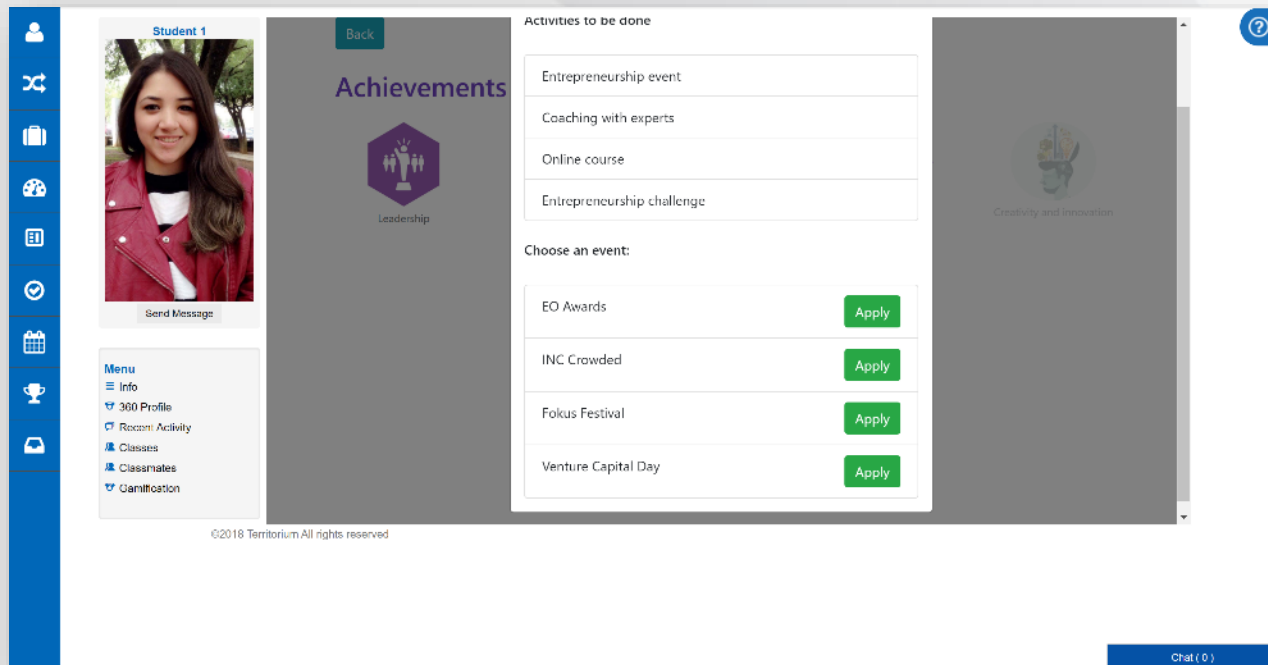 Student 1
Send Message
Menu
Info
360 Profile
Recent Activity
Classes
Classmates
Gamification
Back
Achievements
Leadership
Creativity and innovation
Activities to be done
Entrepreneurship event
Coaching with experts
Online course
Entrepreneurship challenge
Choose an event:
EO Awards Apply
INC Crowded Apply
Fokus Festival Apply
Venture Capital Day Apply
©2018 Territorium All rights reserved
Chat ( 0 )
?